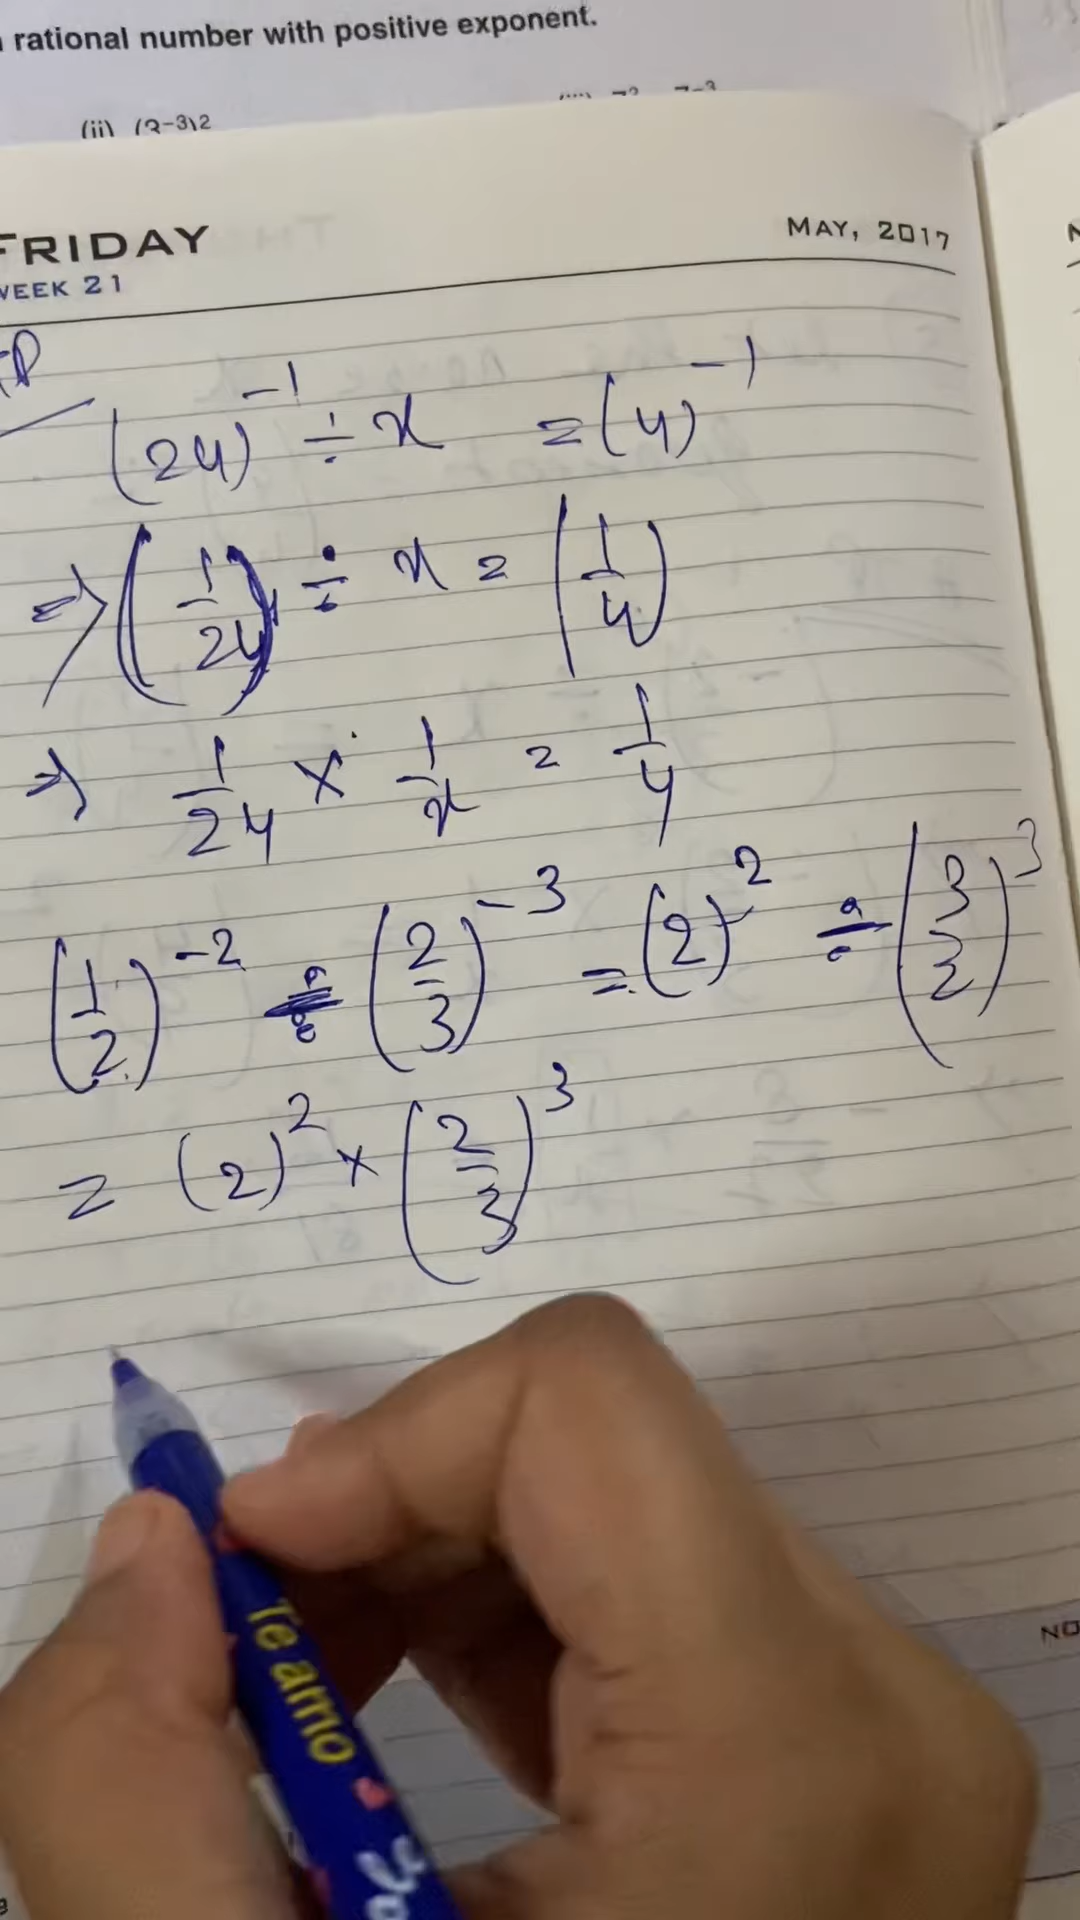 rational number with positive exponent.
(ii) (3⁻³)²
FRIDAY
MAY, 2017
WEEK 21
(24)⁻¹ ÷ x = (4)⁻¹
⇒ (1/24) ÷ x = (1/4)
⇒ 1/24 × 1/x = 1/4
(1/2)⁻² ÷ (2/3)⁻³ = (2)² ÷ (3/2)³
= (2)² × (2/3)³
Te amo